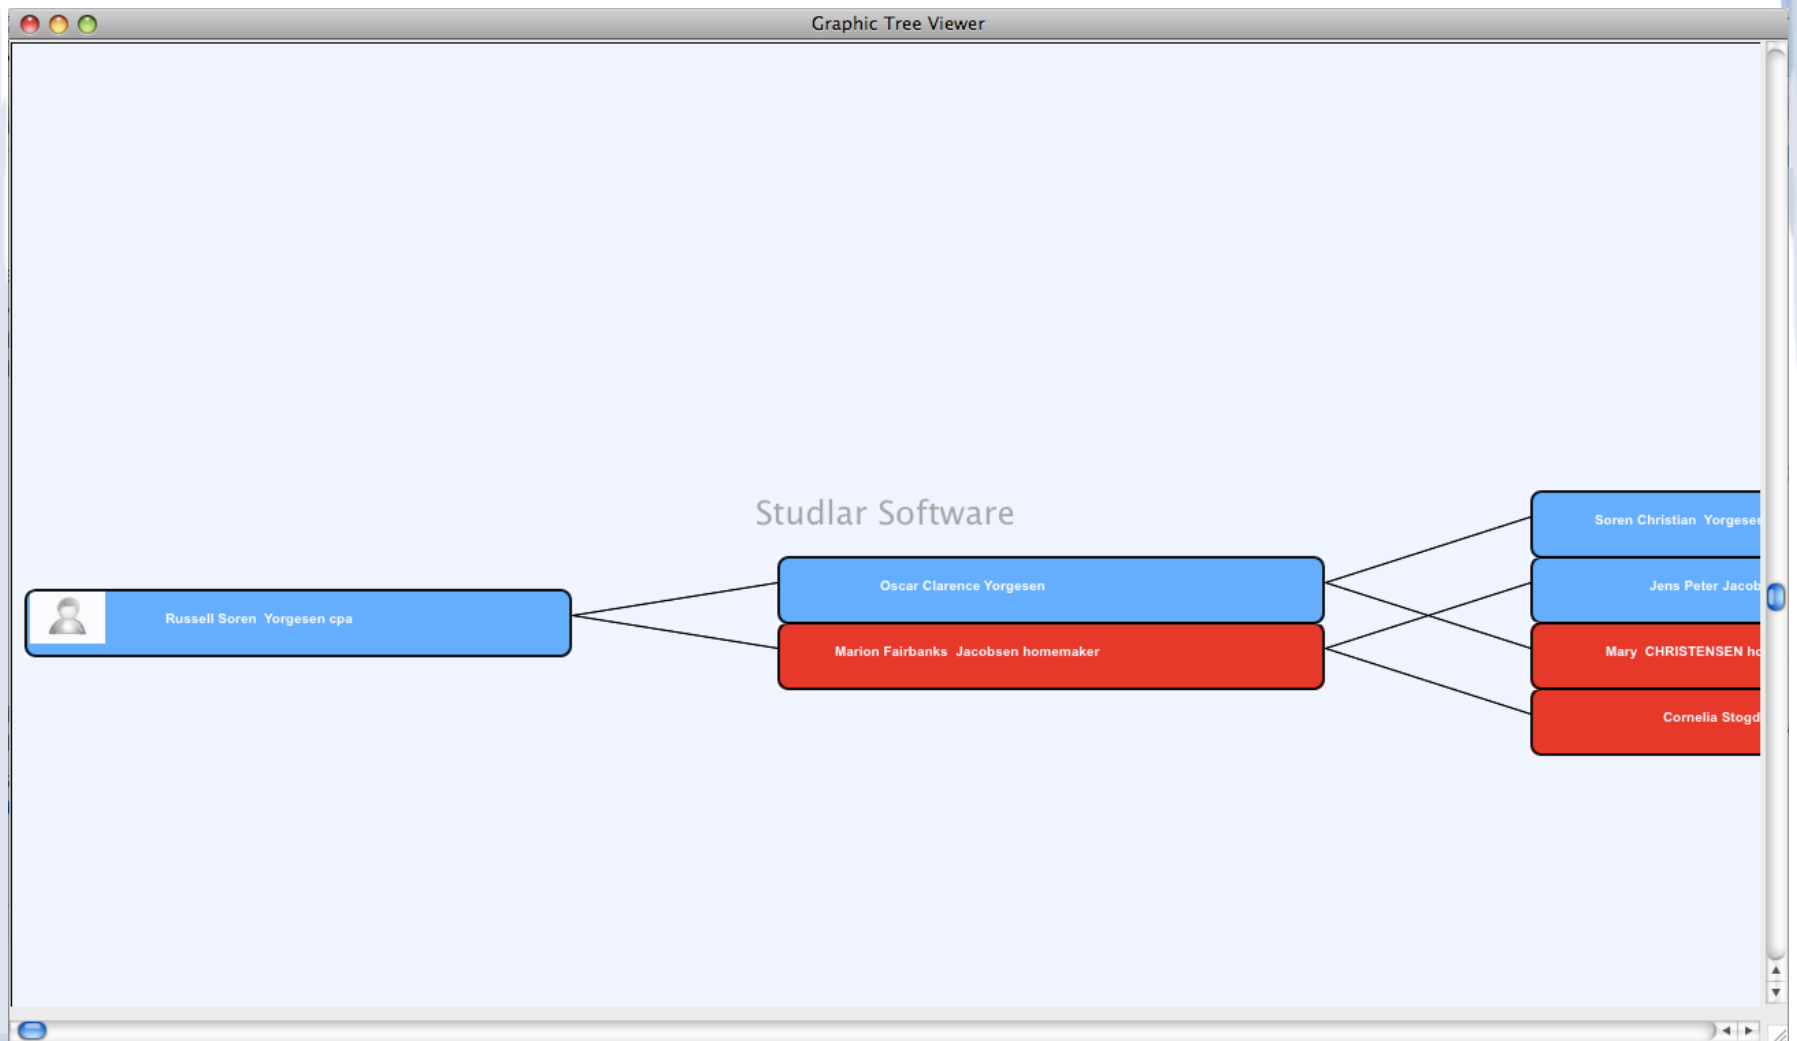 Graphic Tree Viewer
Studlar Software
Russell Soren  Yorgesen cpa
Oscar Clarence Yorgesen
Marion Fairbanks  Jacobsen homemaker
Soren Christian  Yorgesen
Jens Peter Jacob
Mary  CHRISTENSEN ho
Cornelia Stogd